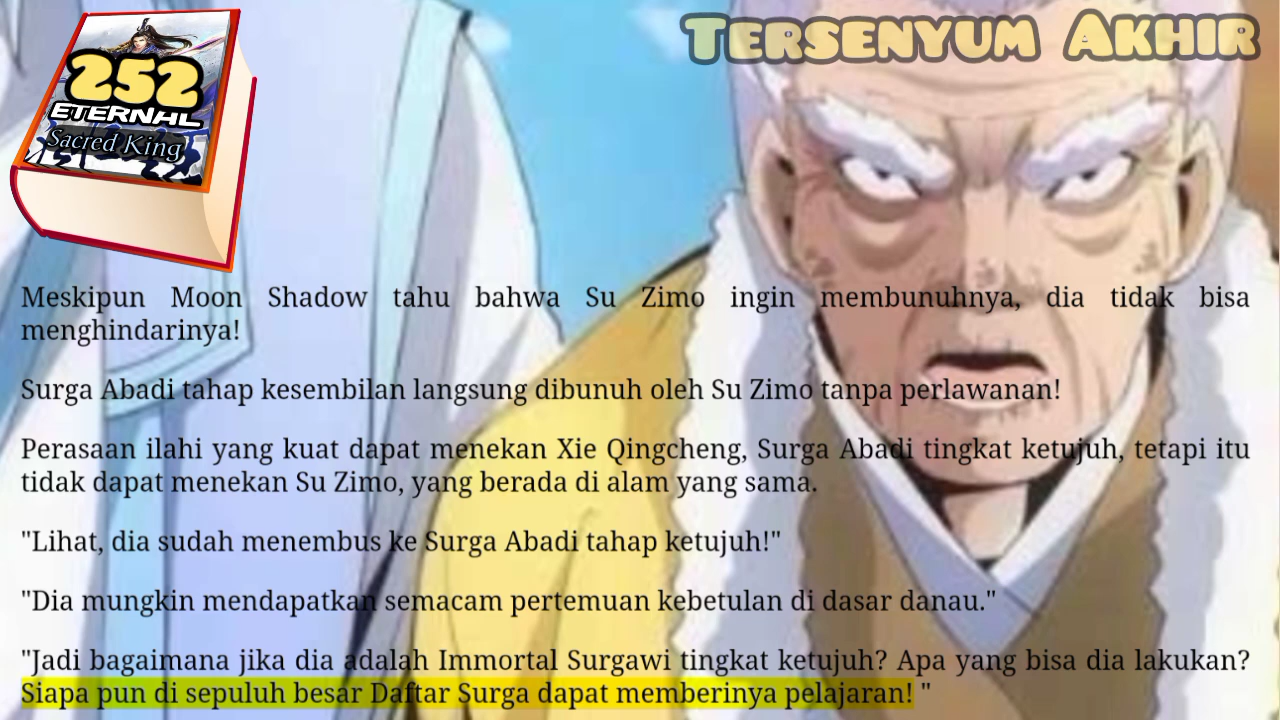 TERSENYUM AKHIR
252
ETERNAL
Sacred King
Meskipun Moon Shadow tahu bahwa Su Zimo ingin membunuhnya, dia tidak bisa
menghindarinya!
Surga Abadi tahap kesembilan langsung dibunuh oleh Su Zimo tanpa perlawanan!
Perasaan ilahi yang kuat dapat menekan Xie Qingcheng, Surga Abadi tingkat ketujuh, tetapi itu
tidak dapat menekan Su Zimo, yang berada di alam yang sama.
"Lihat, dia sudah menembus ke Surga Abadi tahap ketujuh!"
"Dia mungkin mendapatkan semacam pertemuan kebetulan di dasar danau."
"Jadi bagaimana jika dia adalah Immortal Surgawi tingkat ketujuh? Apa yang bisa dia lakukan?
Siapa pun di sepuluh besar Daftar Surga dapat memberinya pelajaran! "